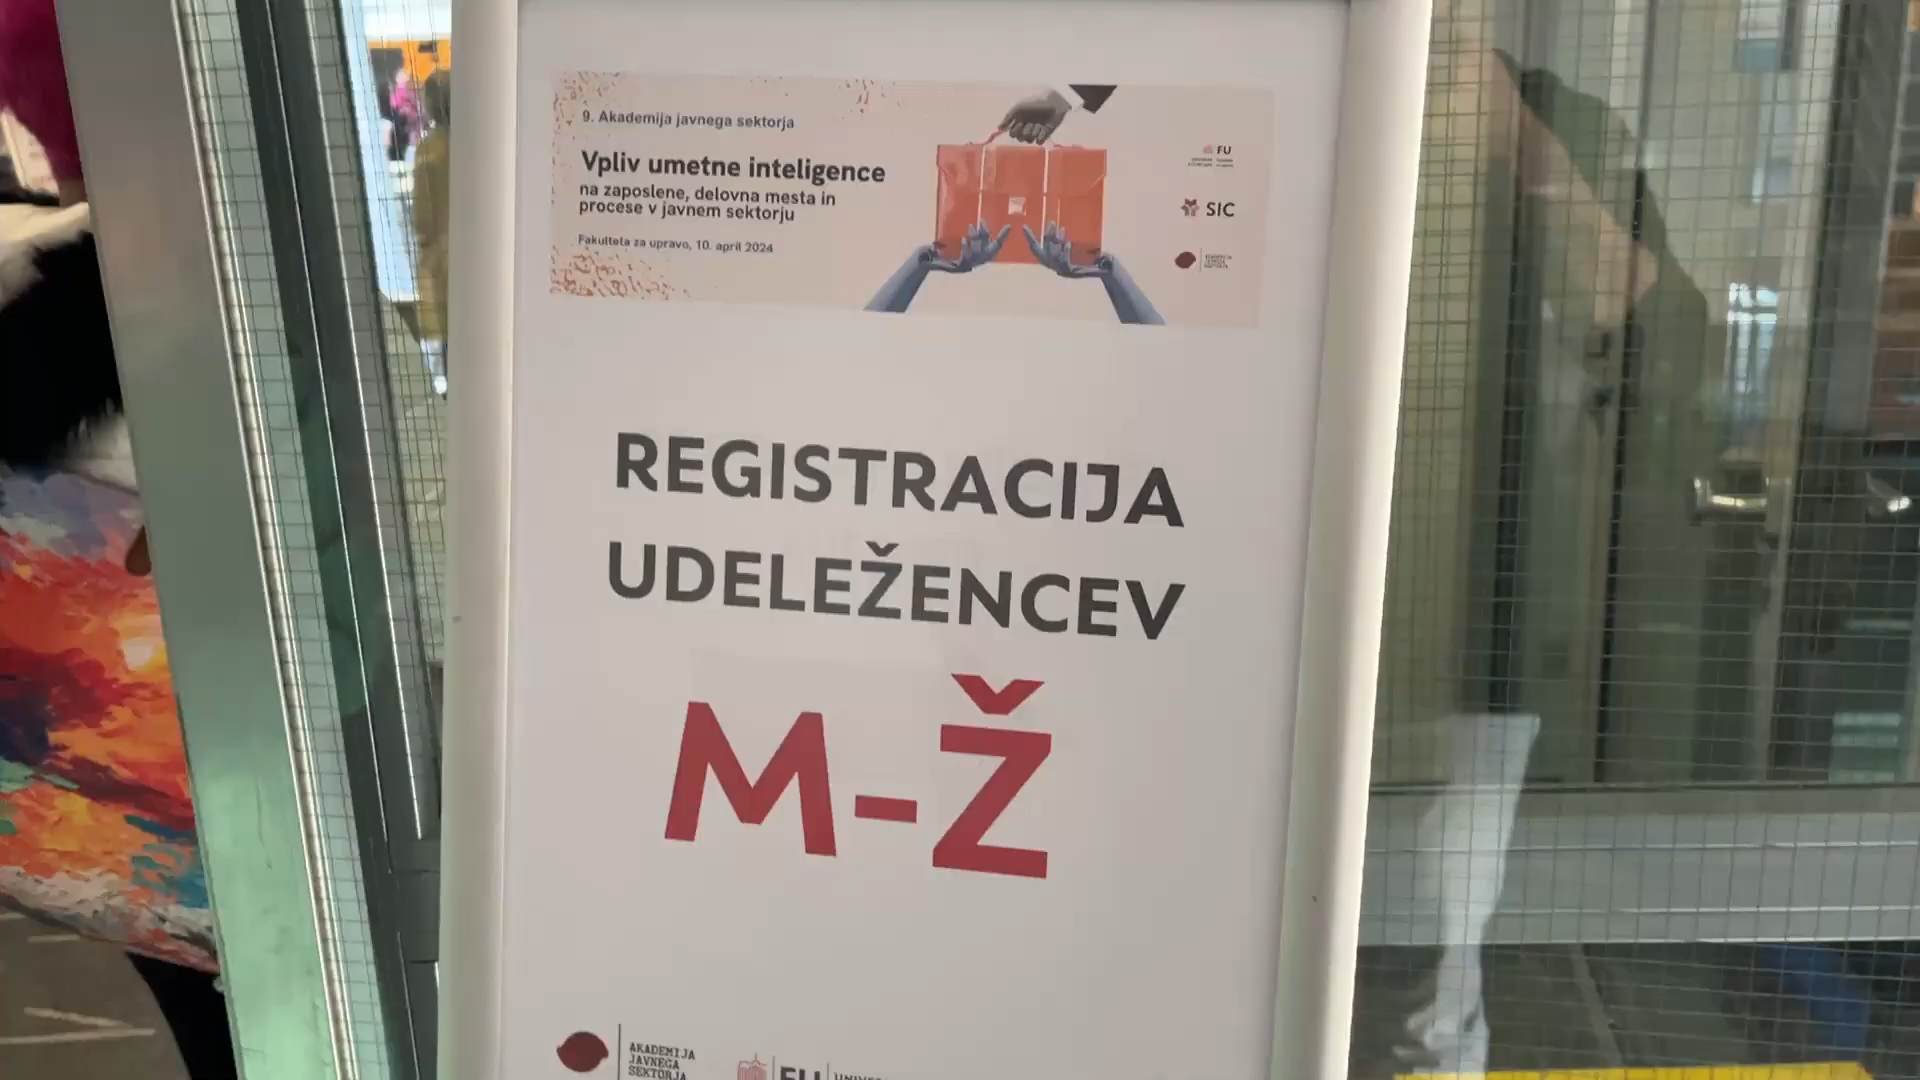 9. Akademija javnega sektorja
Vpliv umetne inteligence
na zaposlene, delovna mesta in
procese v javnem sektorju
Fakulteta za upravo, 10. april 2024
FU
SIC
REGISTRACIJA
UDELEŽENCEV
M-Ž
AKADEMIJA
JAVNEGA
SEKTORJA
FU